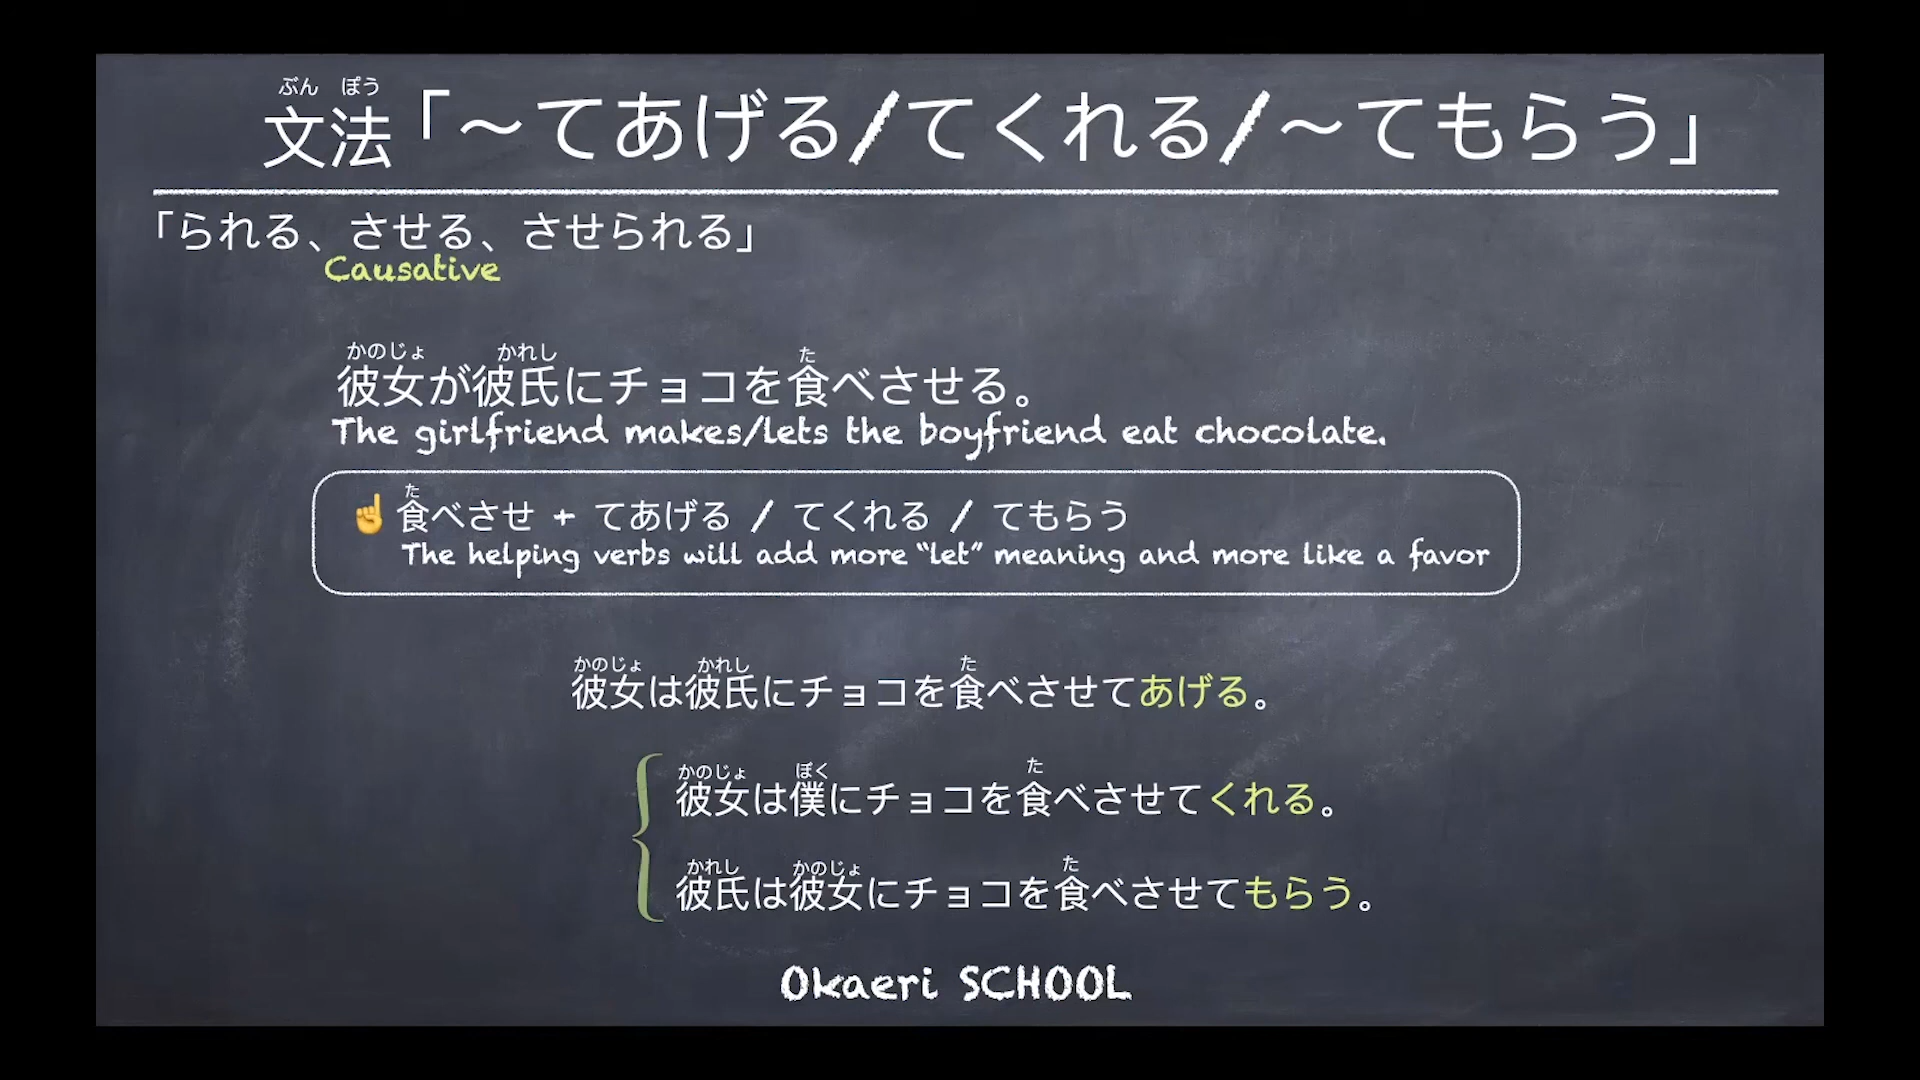 ぶん ぽう
文法「～てあげる/てくれる/～てもらう」
「られる、させる、させられる」
Causative
かのじょ かれし た
彼女が彼氏にチョコを食べさせる。
The girlfriend makes/lets the boyfriend eat chocolate.
た
☝食べさせ + てあげる / てくれる / てもらう
The helping verbs will add more “let” meaning and more like a favor
かのじょ かれし た
彼女は彼氏にチョコを食べさせてあげる。
かのじょ ぼく た
彼女は僕にチョコを食べさせてくれる。
かれし かのじょ た
彼氏は彼女にチョコを食べさせてもらう。
Okaeri SCHOOL